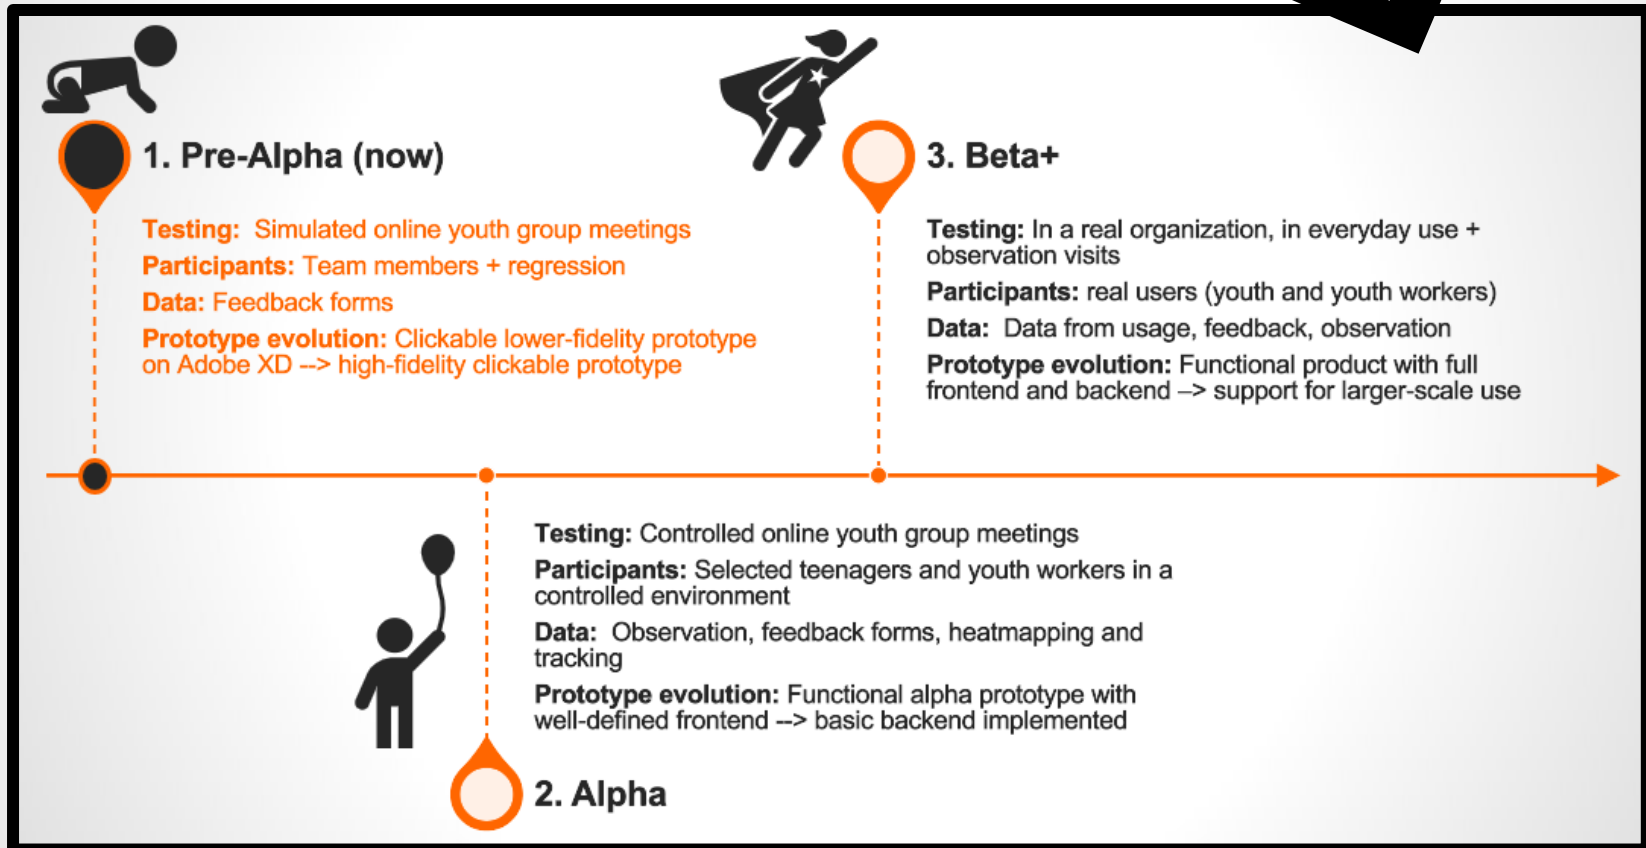 1. Pre-Alpha (now)
Testing:  Simulated online youth group meetings
Participants: Team members + regression
Data: Feedback forms
Prototype evolution: Clickable lower-fidelity prototype
on Adobe XD --> high-fidelity clickable prototype
3. Beta+
Testing: In a real organization, in everyday use +
observation visits
Participants: real users (youth and youth workers)
Data:  Data from usage, feedback, observation
Prototype evolution: Functional product with full
frontend and backend –> support for larger-scale use
Testing: Controlled online youth group meetings
Participants: Selected teenagers and youth workers in a
controlled environment
Data:  Observation, feedback forms, heatmapping and
tracking
Prototype evolution: Functional alpha prototype with
well-defined frontend --> basic backend implemented
2. Alpha